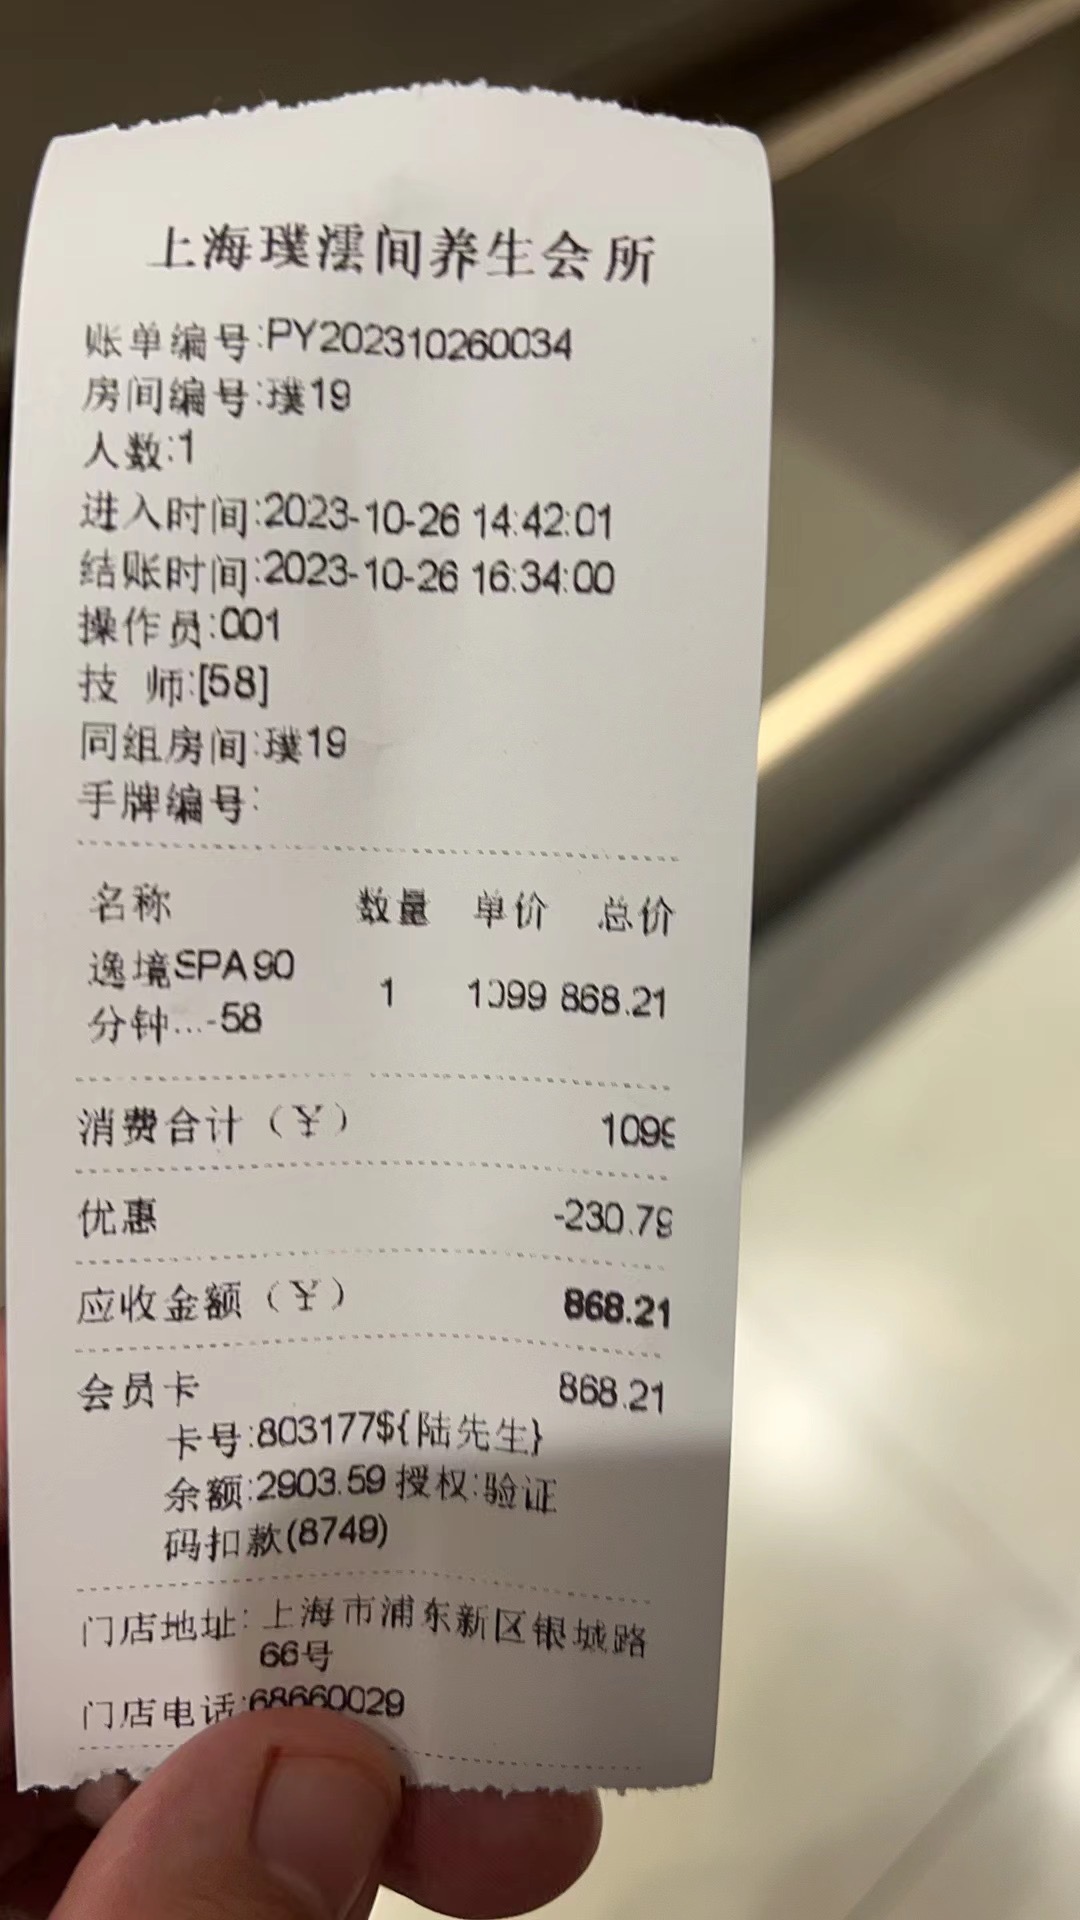 上海璞澐间养生会所
账单编号:PY202310260034
房间编号:璞19
人数:1
进入时间:2023-10-26 14:42:01
结账时间:2023-10-26 16:34:00
操作员:001
技 师:[58]
同组房间:璞19
手牌编号:
名称 数量 单价 总价
逸境SPA90
分钟...-58 1 1099 868.21
消费合计（¥） 1099
优惠 -230.79
应收金额（¥） 868.21
会员卡 868.21
卡号:803177${陆先生}
余额:2903.59 授权:验证
码扣款(8749)
门店地址: 上海市浦东新区银城路
66号
门店电话:68660029